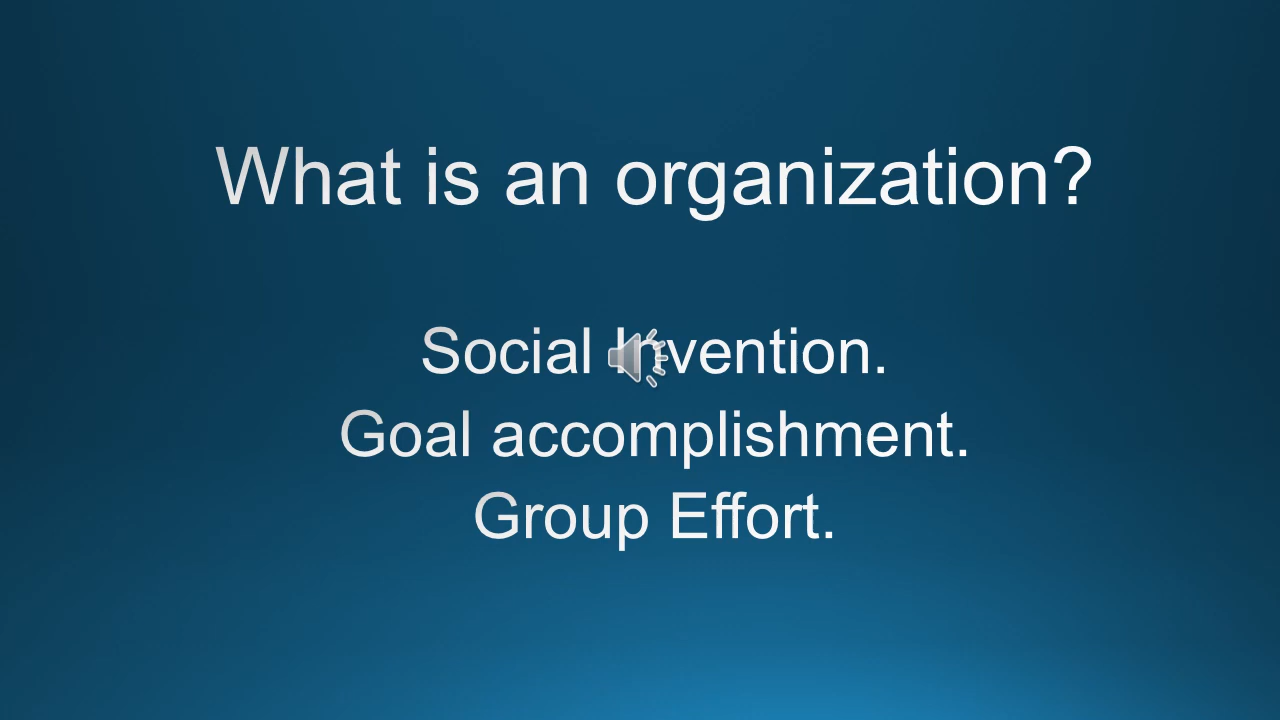 What is an organization?
Social Invention.
Goal accomplishment.
Group Effort.